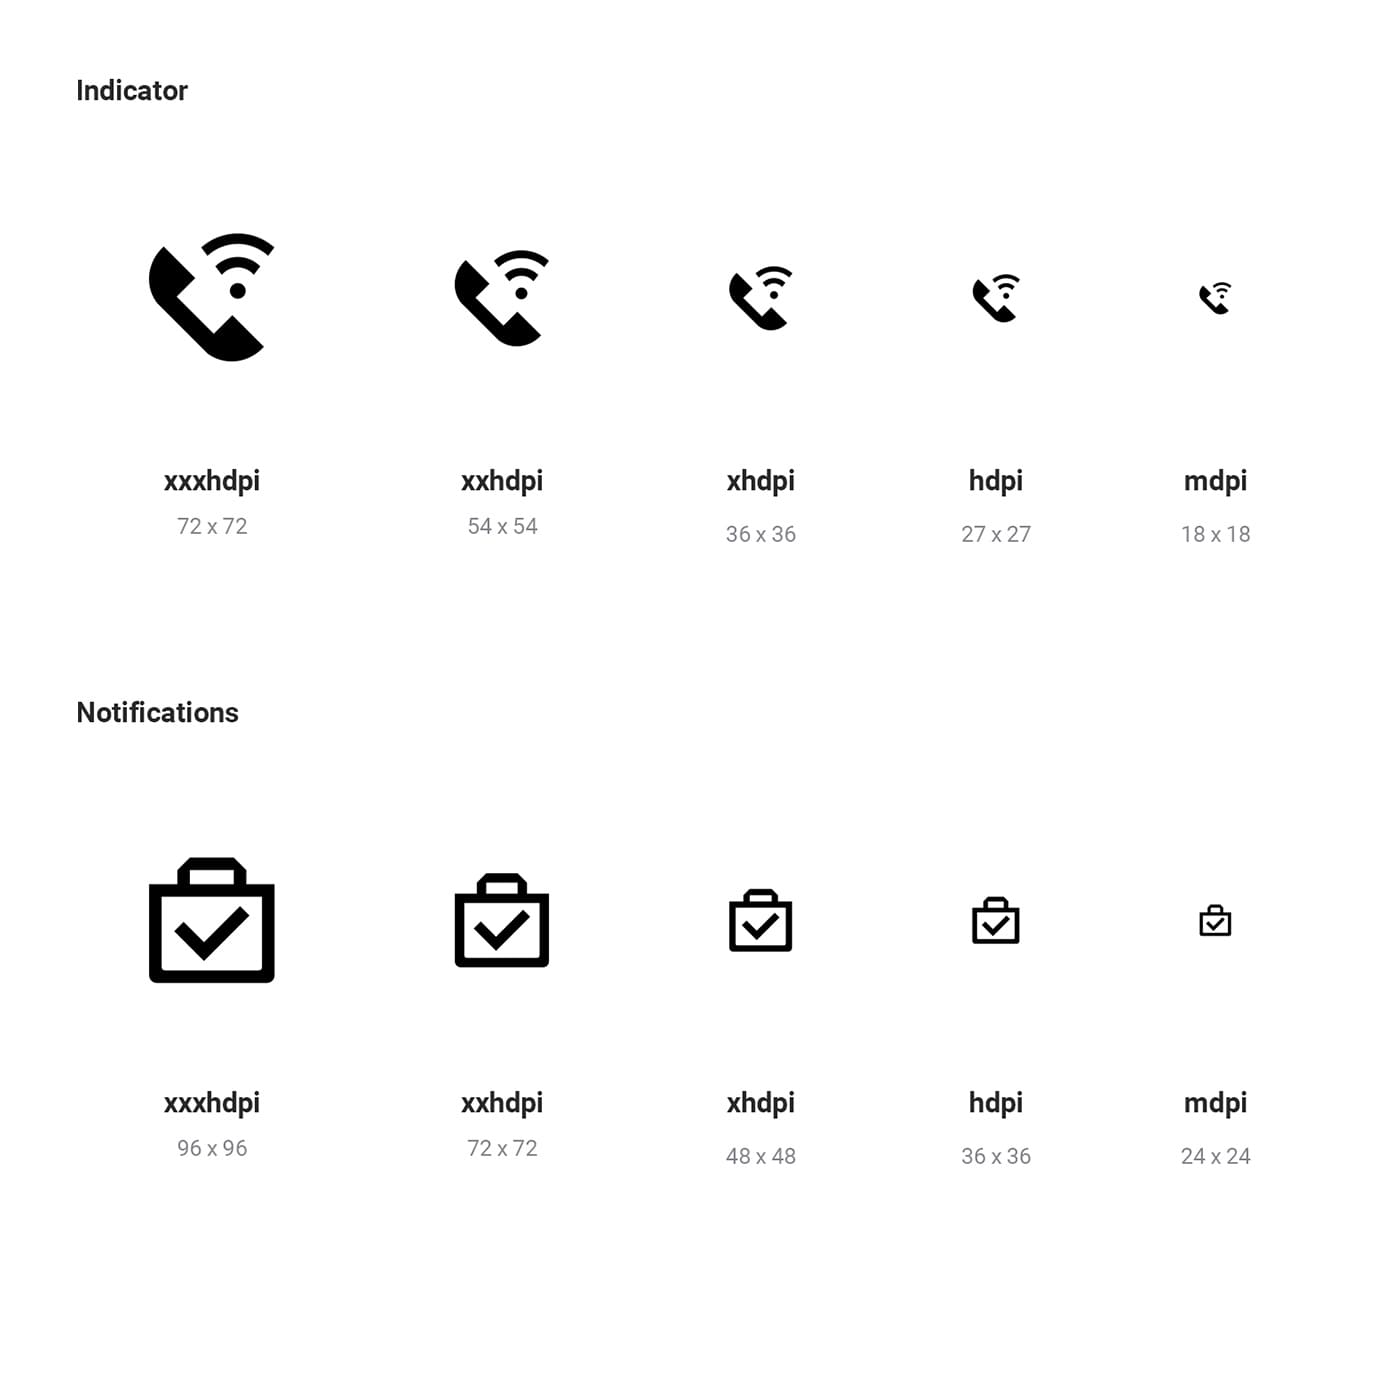 Indicator
xxxhdpi
xxhdpi
xhdpi
hdpi
mdpi
72 x 72
54 x 54
36 x 36
27 x 27
18 x 18
Notifications
xxxhdpi
xxhdpi
xhdpi
hdpi
mdpi
96 x 96
72 x 72
48 x 48
36 x 36
24 x 24